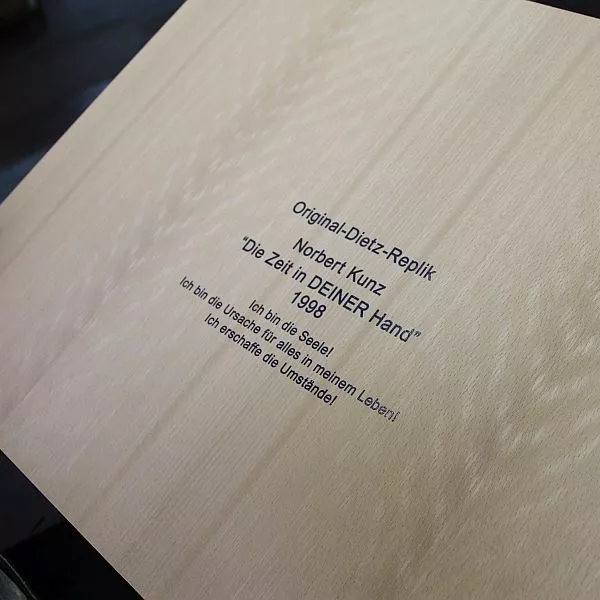 Original-Dietz-Replik
Norbert Kunz
"Die Zeit in DEINER Hand"
1998
Ich bin die Seele!
Ich bin die Ursache für alles in meinem Leben!
Ich erschaffe die Umstände!